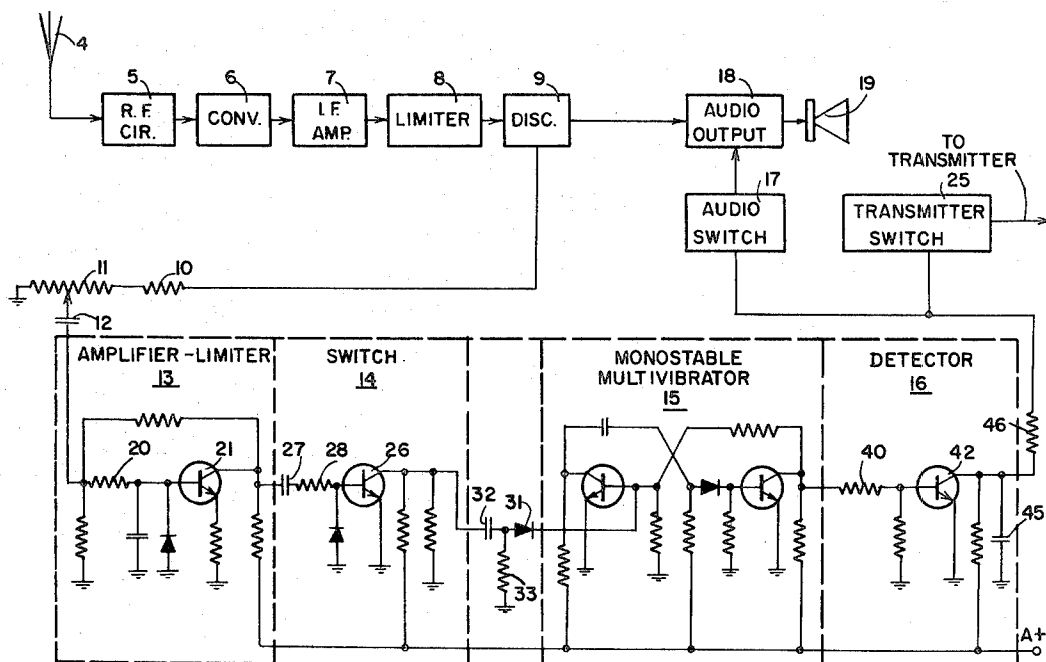 4
5
R.F.
CIR.
6
CONV.
7
I.F.
AMP.
8
LIMITER
9
DISC.
18
AUDIO
OUTPUT
19
TO
TRANSMITTER
17
AUDIO
SWITCH
25
TRANSMITTER
SWITCH
11
10
12
AMPLIFIER-LIMITER
13
SWITCH
14
MONOSTABLE
MULTIVIBRATOR
15
DETECTOR
16
20
21
27
28
26
32
31
33
40
42
46
45
A+